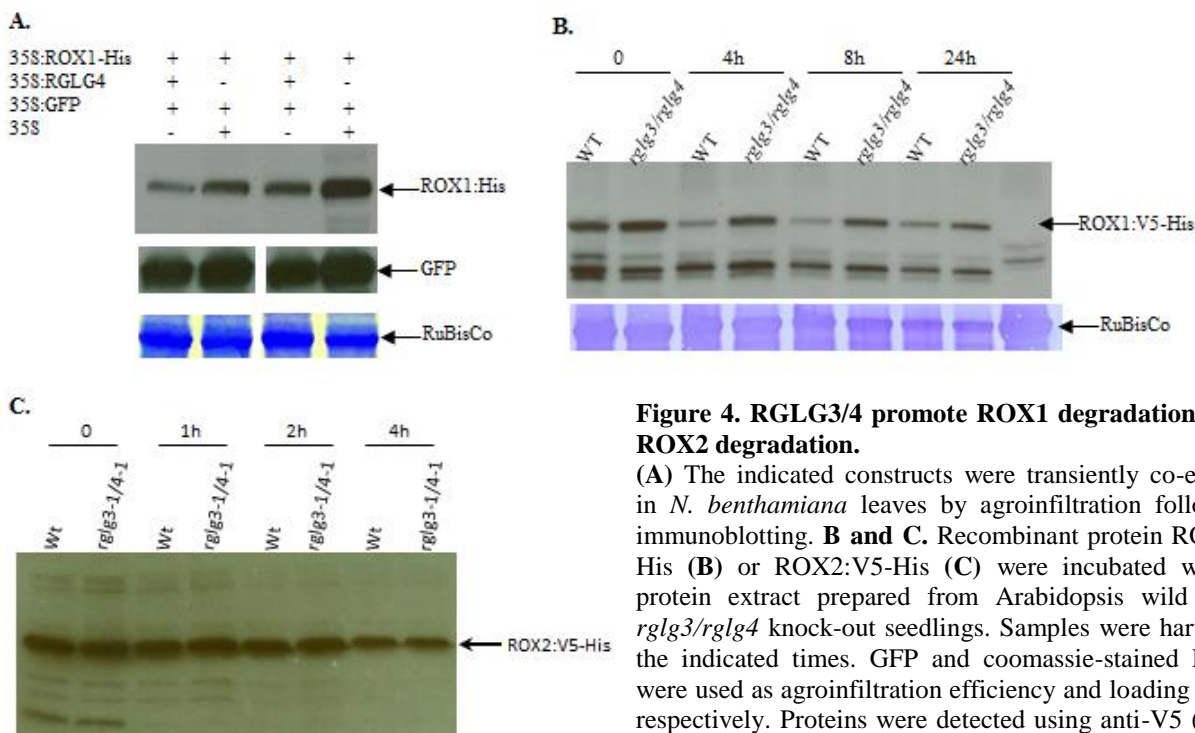 A.
35S:ROX1-His + + + +
35S:RGLG4 + - + -
35S:GFP + + + +
35S - + - +
ROX1:His
GFP
RuBisCo
B.
0 4h 8h 24h
WT rglg3/rglg4 WT rglg3/rglg4 WT rglg3/rglg4 WT rglg3/rglg4
ROX1:V5-His
RuBisCo
C.
0 1h 2h 4h
Wt rglg3-1/4-1 Wt rglg3-1/4-1 Wt rglg3-1/4-1 Wt rglg3-1/4-1
ROX2:V5-His
Figure 4. RGLG3/4 promote ROX1 degradation
ROX2 degradation.
(A) The indicated constructs were transiently co-e
in N. benthamiana leaves by agroinfiltration follo
immunoblotting. B and C. Recombinant protein RO
His (B) or ROX2:V5-His (C) were incubated w
protein extract prepared from Arabidopsis wild
rglg3/rglg4 knock-out seedlings. Samples were har
the indicated times. GFP and coomassie-stained
were used as agroinfiltration efficiency and loading
respectively. Proteins were detected using anti-V5 (